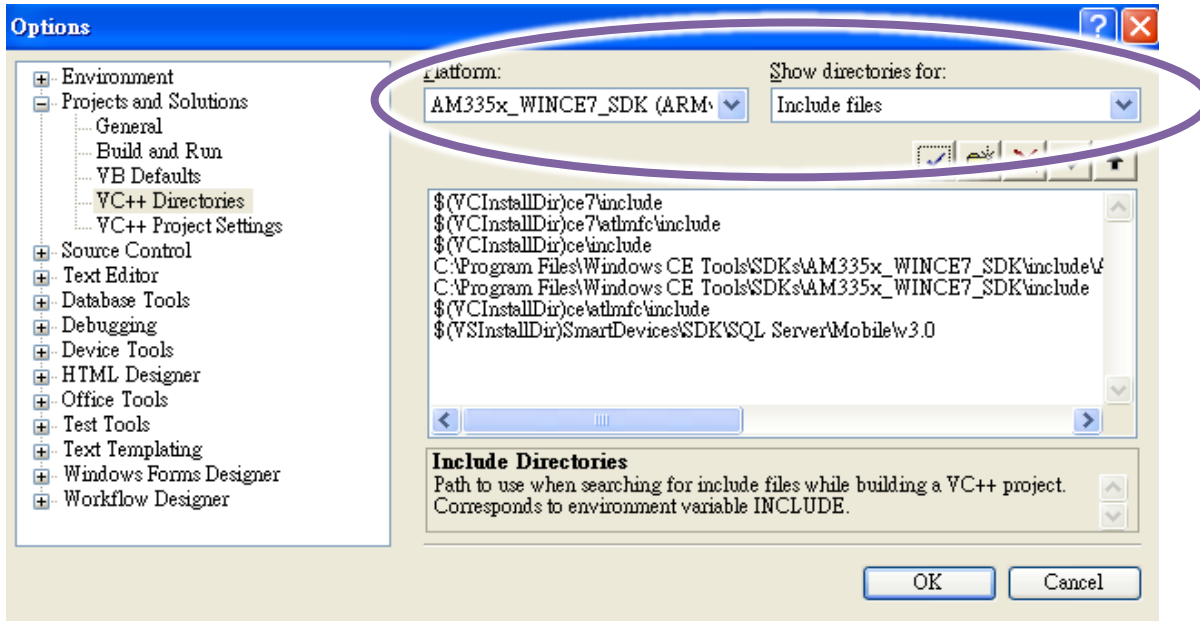 Options
Environment
Projects and Solutions
General
Build and Run
VB Defaults
VC++ Directories
VC++ Project Settings
Source Control
Text Editor
Database Tools
Debugging
Device Tools
HTML Designer
Office Tools
Test Tools
Text Templating
Windows Forms Designer
Workflow Designer
Platform:
AM335x_WINCE7_SDK (ARM
Show directories for:
Include files
$(VCInstallDir)ce7\include
$(VCInstallDir)ce7\atlmfc\include
$(VCInstallDir)ce\include
C:\Program Files\Windows CE Tools\SDKs\AM335x_WINCE7_SDK\include\A
C:\Program Files\Windows CE Tools\SDKs\AM335x_WINCE7_SDK\include
$(VCInstallDir)ce\atlmfc\include
$(VSInstallDir)SmartDevices\SDK\SQL Server\Mobile\v3.0
Include Directories
Path to use when searching for include files while building a VC++ project.
Corresponds to environment variable INCLUDE.
OK
Cancel